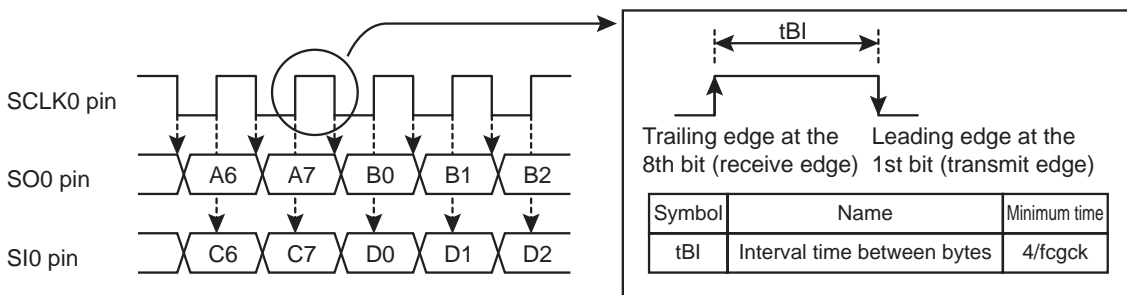 tBI
SCLK0 pin
Trailing edge at the
8th bit (receive edge)
Leading edge at the
1st bit (transmit edge)
SO0 pin
A6 A7 B0 B1 B2
Symbol Name Minimum time
tBI Interval time between bytes 4/fcgck
SI0 pin
C6 C7 D0 D1 D2